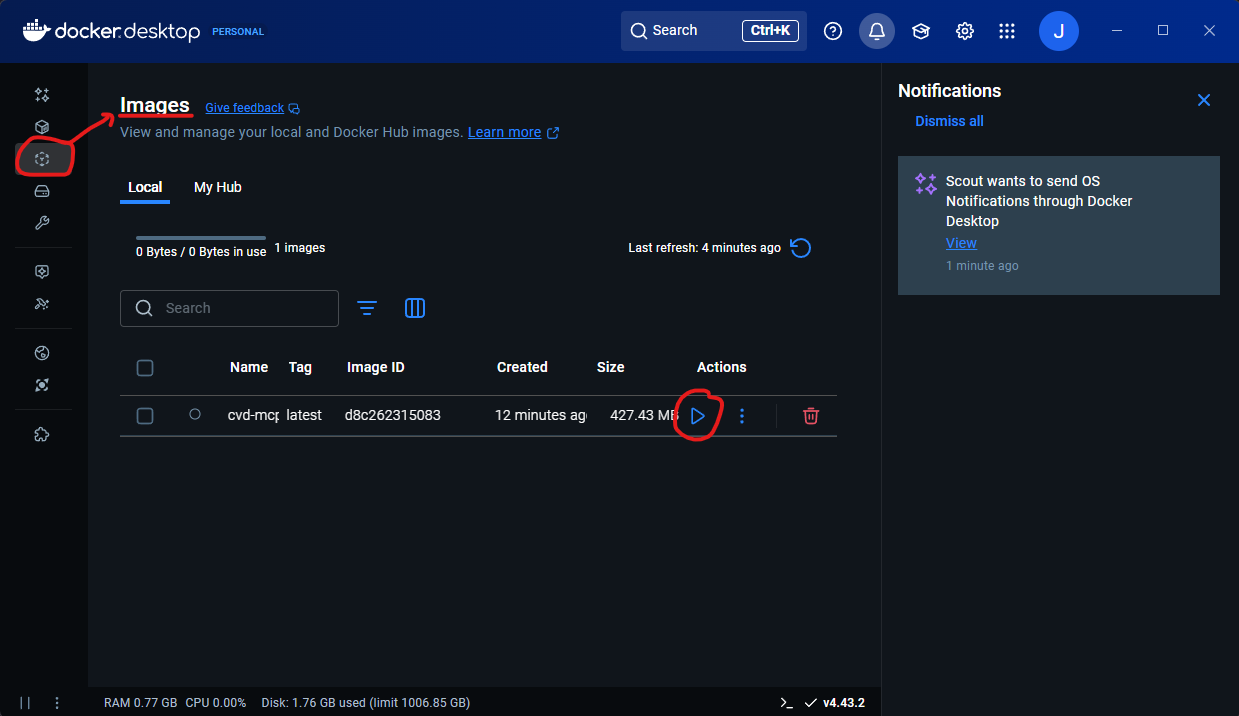 docker.desktop PERSONAL
Search Ctrl+K
J
Images Give feedback
View and manage your local and Docker Hub images. Learn more
Local My Hub
0 Bytes / 0 Bytes in use 1 images
Last refresh: 4 minutes ago
Search
Name Tag Image ID Created Size Actions
cvd-mcp latest d8c262315083 12 minutes ag 427.43 MB
Notifications
Dismiss all
Scout wants to send OS
Notifications through Docker
Desktop
View
1 minute ago
RAM 0.77 GB CPU 0.00% Disk: 1.76 GB used (limit 1006.85 GB)
>_ v4.43.2